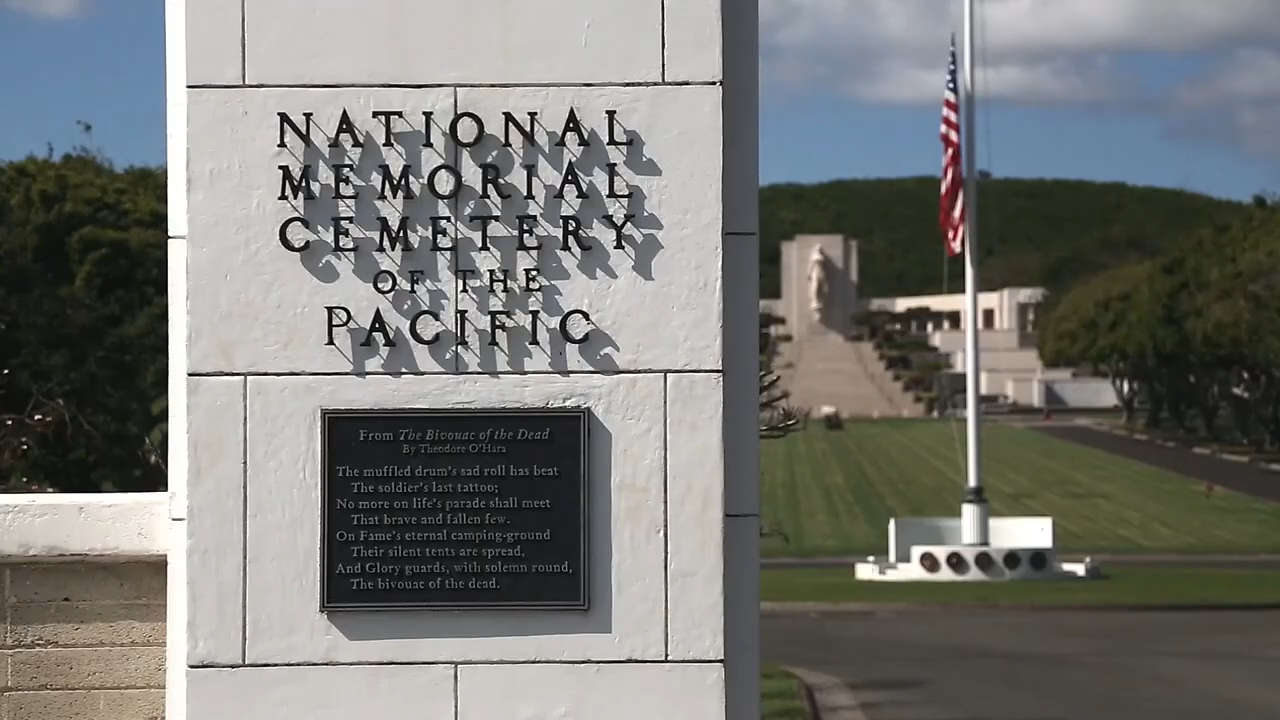 NATIONAL
MEMORIAL
CEMETERY
OF THE
PACIFIC
From The Bivouac of the Dead
By Theodore O'Hara
The muffled drum's sad roll has beat
The soldier's last tattoo;
No more on life's parade shall meet
That brave and fallen few.
On Fame's eternal camping-ground
Their silent tents are spread,
And Glory guards, with solemn round,
The bivouac of the dead.